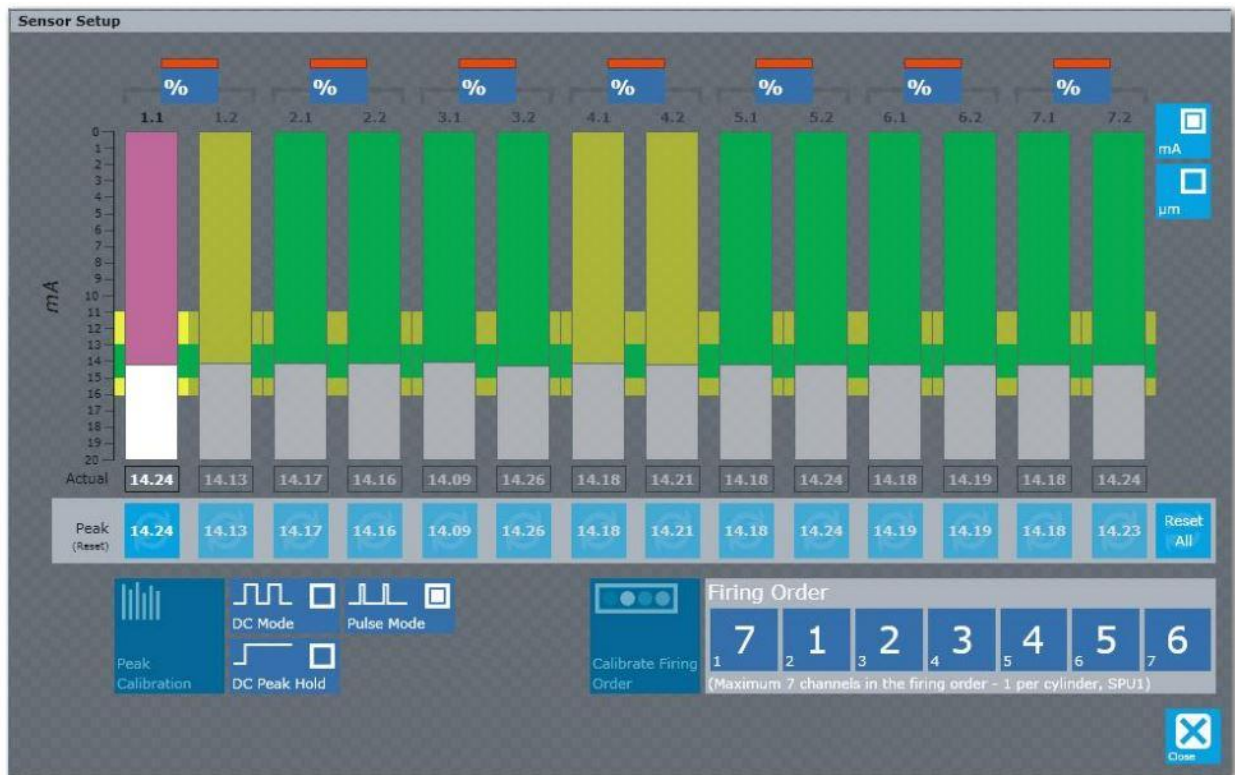 Sensor Setup
% % % % % % %
1.1 1.2 2.1 2.2 3.1 3.2 4.1 4.2 5.1 5.2 6.1 6.2 7.1 7.2
mA
µm
mA
0
1
2
3
4
5
6
7
8
9
10
11
12
13
14
15
16
17
18
19
20
Actual 14.24 14.13 14.17 14.16 14.09 14.26 14.18 14.21 14.18 14.24 14.18 14.19 14.18 14.24
Peak 14.24 14.13 14.17 14.16 14.09 14.26 14.18 14.21 14.18 14.24 14.19 14.19 14.18 14.23 Reset
(Reset) All
Peak
Calibration
DC Mode
Pulse Mode
DC Peak Hold
Calibrate Firing
Order
Firing Order
7 1 2 3 4 5 6
1 2 3 4 5 6 7
(Maximum 7 channels in the firing order - 1 per cylinder, SPU1)
Close